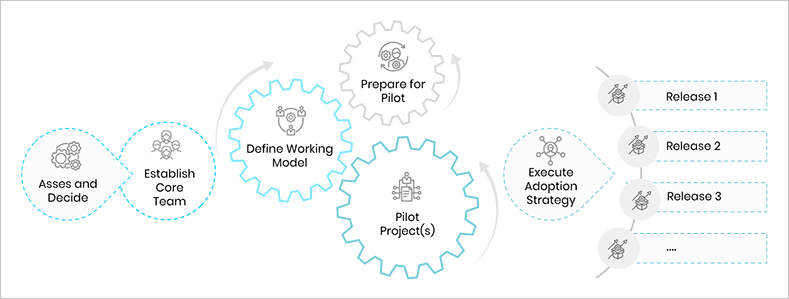 Asses and
Decide
Establish
Core
Team
Define Working
Model
Prepare for
Pilot
Pilot
Project(s)
Execute
Adoption
Strategy
Release 1
Release 2
Release 3
....